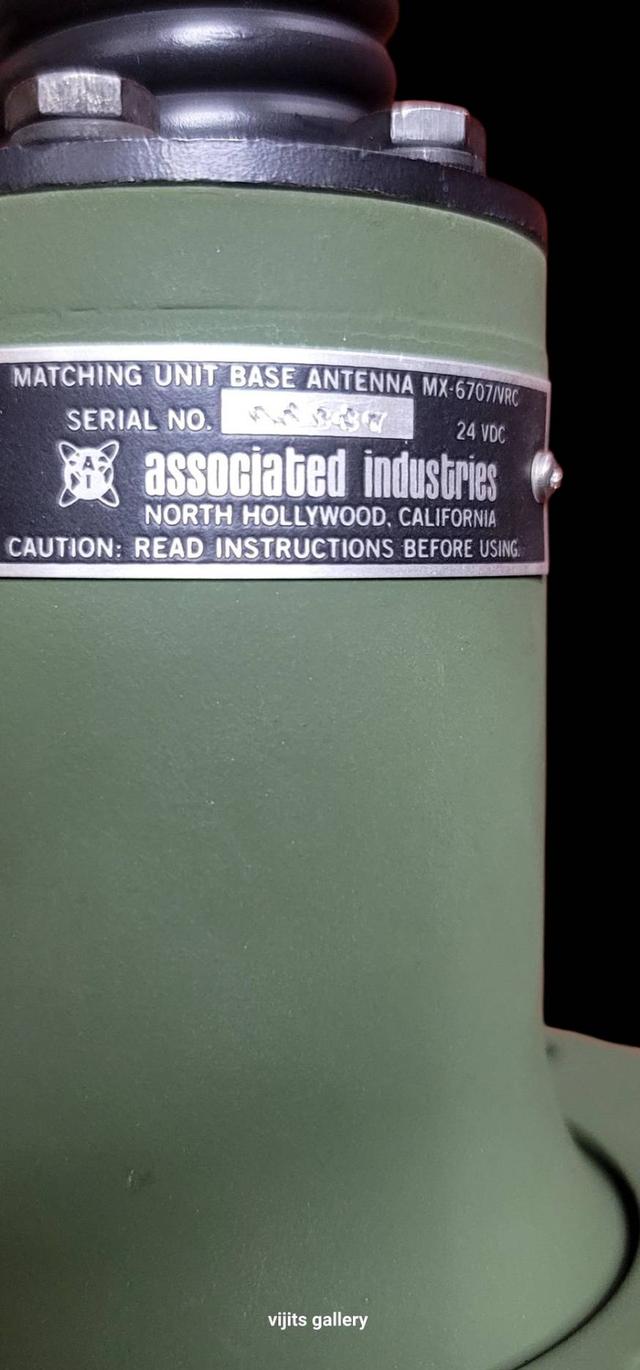 MATCHING UNIT BASE ANTENNA MX-6707/VRC
SERIAL NO.
24 VDC
AI
associated industries
NORTH HOLLYWOOD, CALIFORNIA
CAUTION: READ INSTRUCTIONS BEFORE USING.
vijits gallery